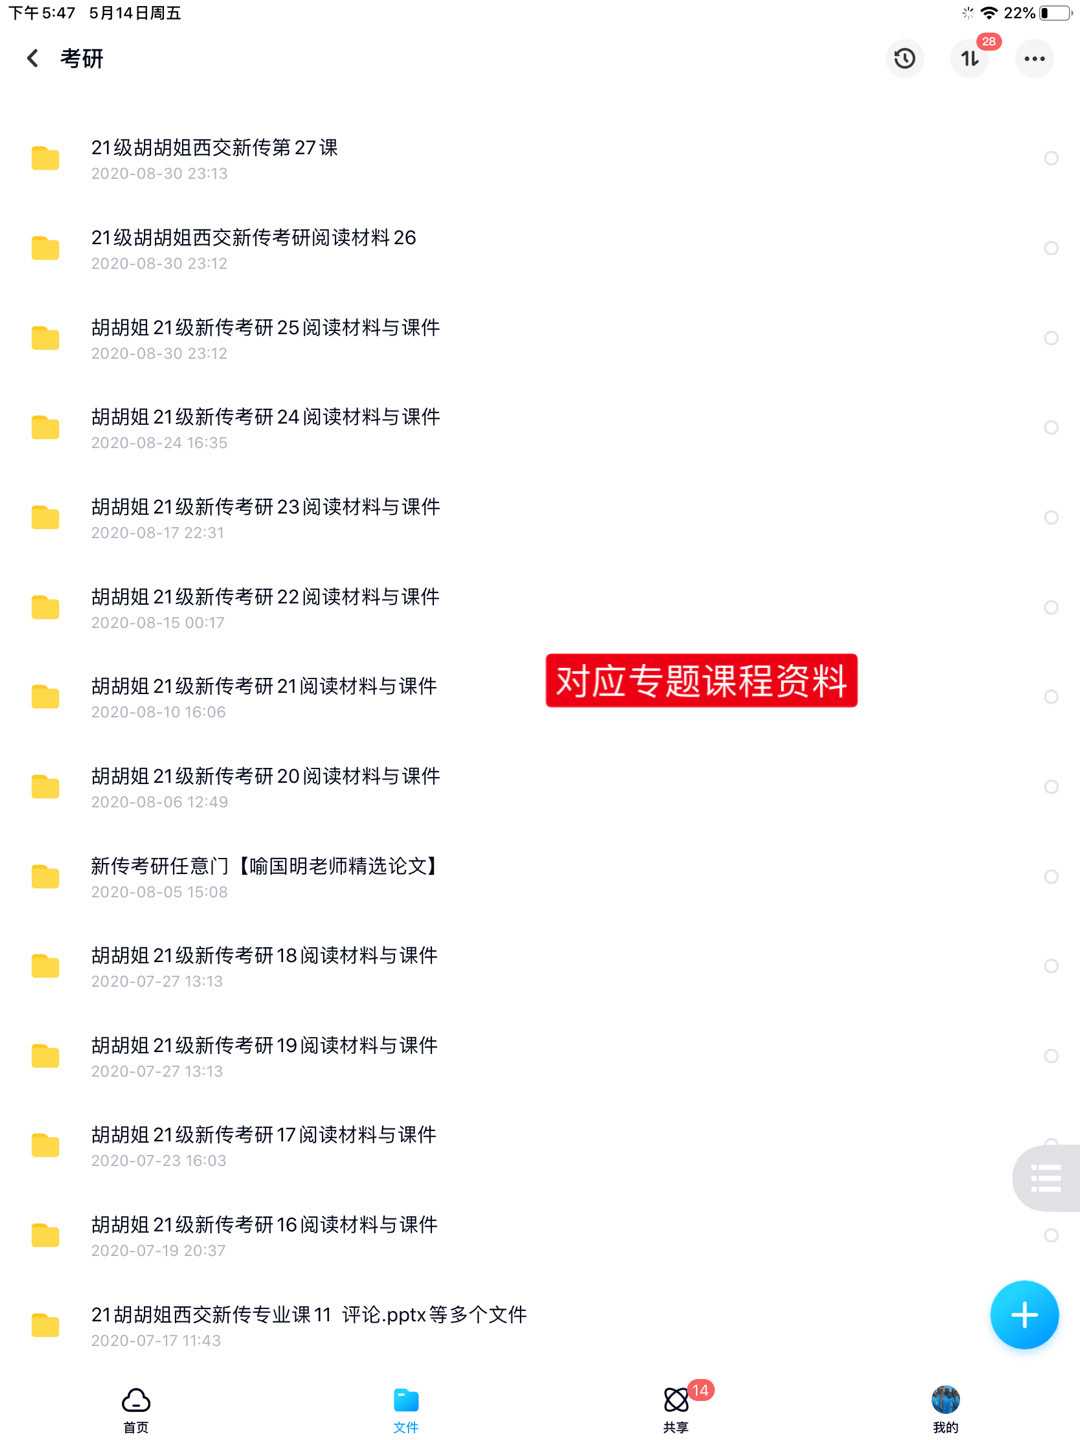 下午5:47 5月14日周五 22%
考研 28
21级胡胡姐西交新传第27课
2020-08-30 23:13
21级胡胡姐西交新传考研阅读材料26
2020-08-30 23:12
胡胡姐21级新传考研25阅读材料与课件
2020-08-30 23:12
胡胡姐21级新传考研24阅读材料与课件
2020-08-24 16:35
胡胡姐21级新传考研23阅读材料与课件
2020-08-17 22:31
胡胡姐21级新传考研22阅读材料与课件
2020-08-15 00:17
对应专题课程资料
胡胡姐21级新传考研21阅读材料与课件
2020-08-10 16:06
胡胡姐21级新传考研20阅读材料与课件
2020-08-06 12:49
新传考研任意门【喻国明老师精选论文】
2020-08-05 15:08
胡胡姐21级新传考研18阅读材料与课件
2020-07-27 13:13
胡胡姐21级新传考研19阅读材料与课件
2020-07-27 13:13
胡胡姐21级新传考研17阅读材料与课件
2020-07-23 16:03
胡胡姐21级新传考研16阅读材料与课件
2020-07-19 20:37
21胡胡姐西交新传专业课11 评论.pptx等多个文件
2020-07-17 11:43
14
首页 文件 共享 我的